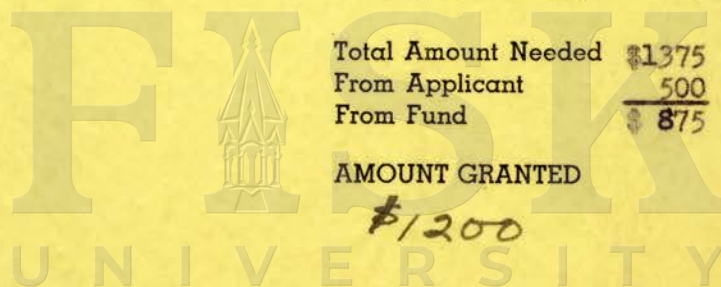 Total Amount Needed $1375
From Applicant 500
From Fund $ 875
AMOUNT GRANTED
$1200
FISK
UNIVERSITY